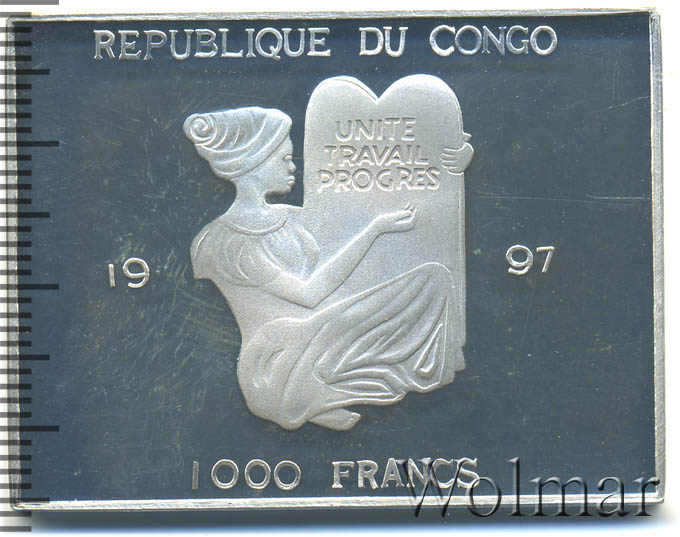 REPUBLIQUE DU CONGO
UNITE
TRAVAIL
PROGRES
19 97
1000 FRANCS
Wolmar